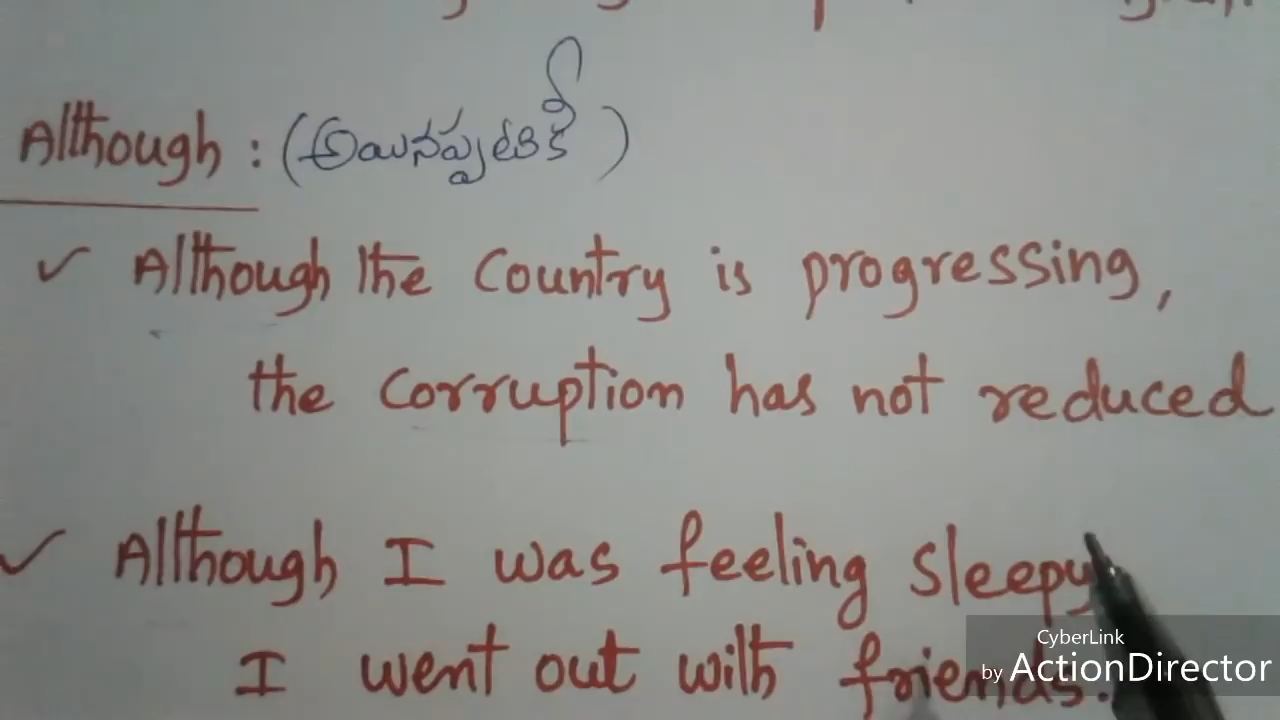 Although : (అయినప్పటికీ)
✓ Although the Country is progressing,
the Corruption has not reduced
✓ Although I was feeling sleepy
I went out with friends.
CyberLink
by ActionDirector